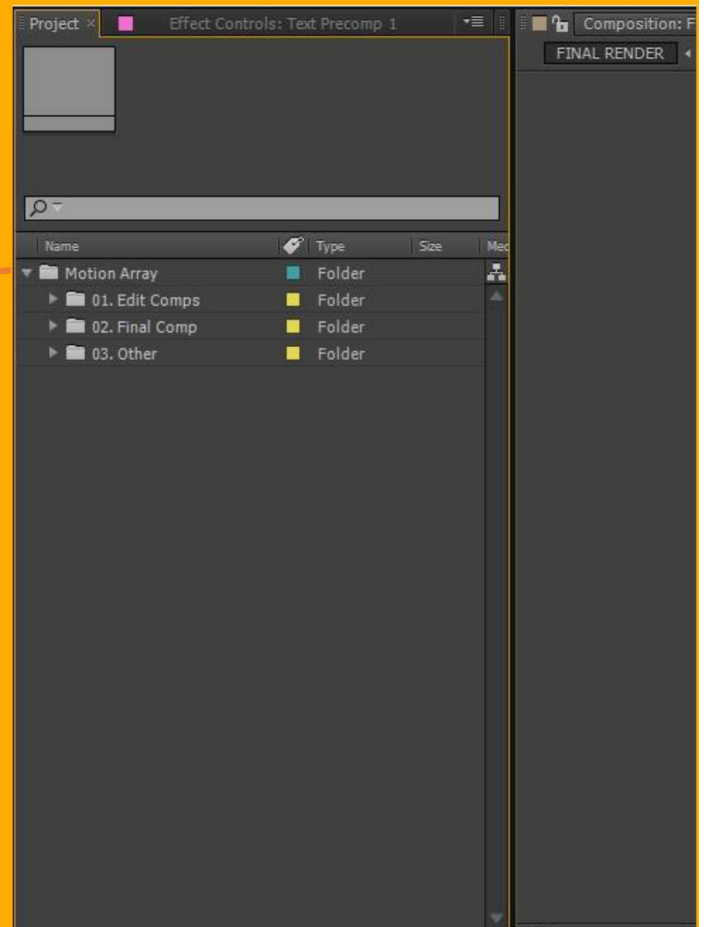 Project × Effect Controls: Text Precomp 1
Composition: F
FINAL RENDER
Name Type Size Med
Motion Array Folder
01. Edit Comps Folder
02. Final Comp Folder
03. Other Folder